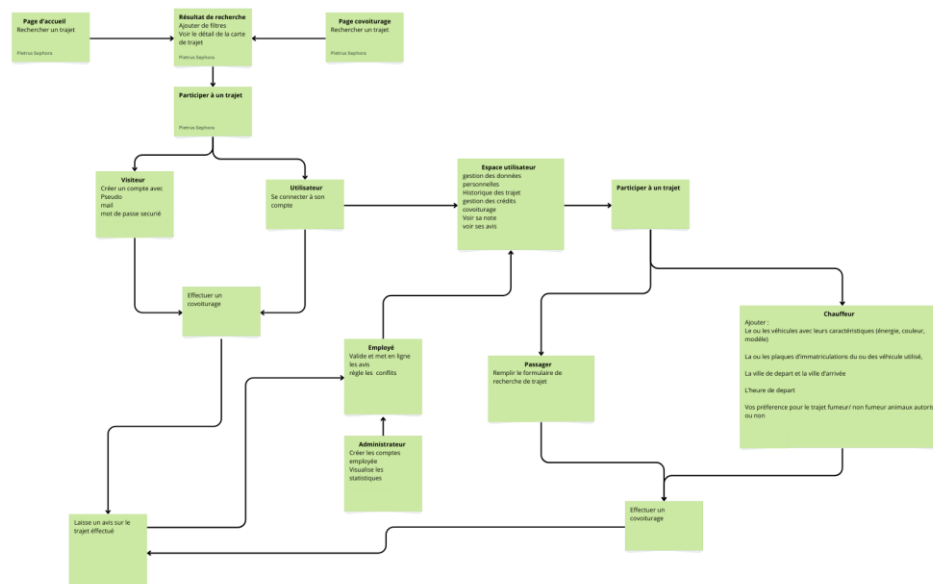 Page d'accueil
Rechercher un trajet
Pietrus Sephora
Résultat de recherche
Ajouter de filtres
Voir le détail de la carte
de trajet
Pietrus Sephora
Page covoiturage
Rechercher un trajet
Pietrus Sephora
Participer à un trajet
Pietrus Sephora
Visiteur
Créer un compte avec
Pseudo
mail
mot de passe securié
Utilisateur
Se connecter à son
compte
Espace utilisateur
gestion des données
personnelles
Historique des trajet
gestion des crédits
covoiturage
Voir sa note
voir ses avis
Participer à un trajet
Effectuer un
covoiturage
Employé
Valide et met en ligne
les avis
règle les conflits
Passager
Remplir le formulaire de
recherche de trajet
Chauffeur
Ajouter :
Le ou les véhicules avec leurs caractéristiques (énergie, couleur,
modèle)
La ou les plaques d'immatriculations du ou des véhicule utilisé,
La ville de depart et la ville d'arrivée
L'heure de depart
Vos préference pour le trajet fumeur/ non fumeur animaux autoris
ou non
Administrateur
Créer les comptes
employée
Visualise les
statistiques
Laisse un avis sur le
trajet éffectué
Effectuer un
covoiturage